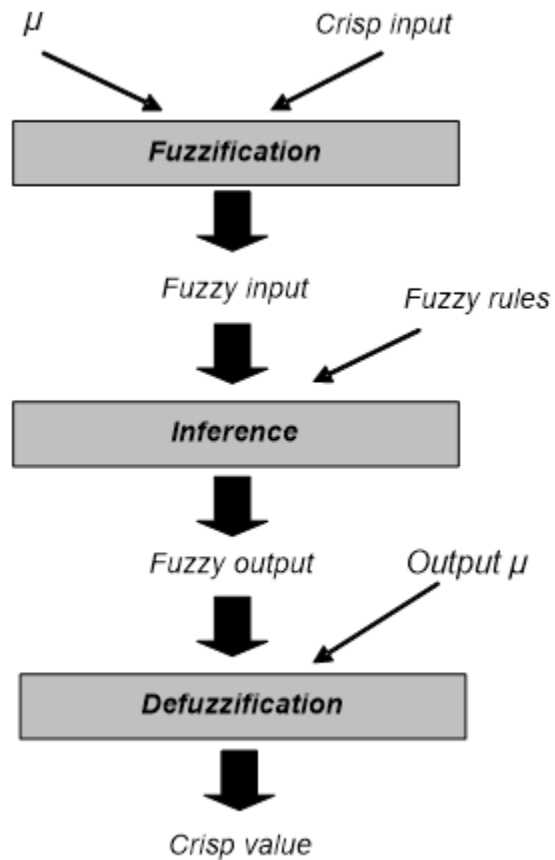 μ
Crisp input
Fuzzification
Fuzzy input
Fuzzy rules
Inference
Fuzzy output
Output μ
Defuzzification
Crisp value